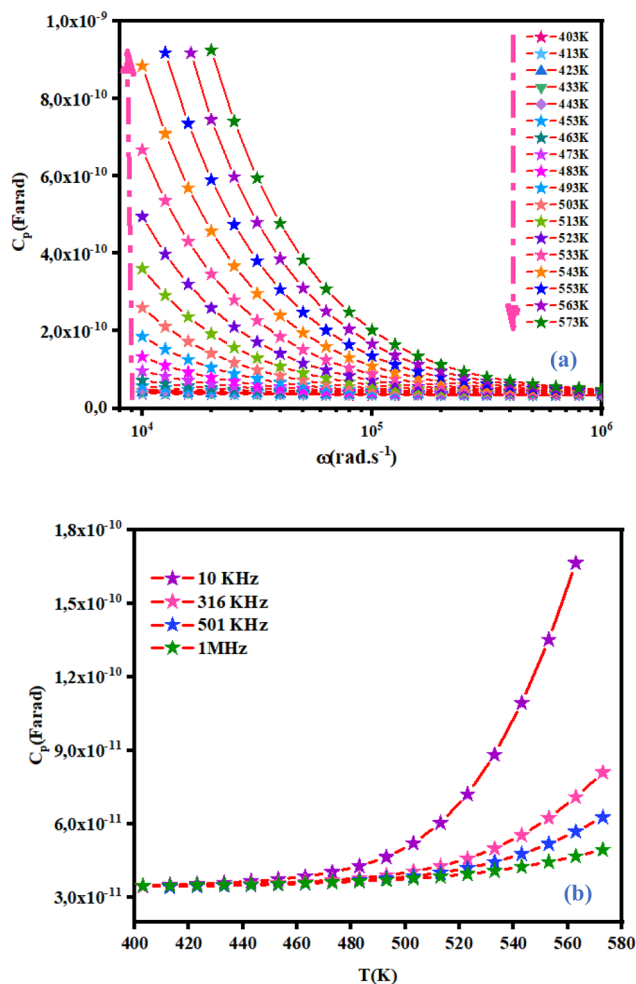 1,0x10⁻⁹
8,0x10⁻¹⁰
6,0x10⁻¹⁰
4,0x10⁻¹⁰
2,0x10⁻¹⁰
0,0
Cₚ(Farad)
403K
413K
423K
433K
443K
453K
463K
473K
483K
493K
503K
513K
523K
533K
543K
553K
563K
573K
(a)
10⁴
10⁵
10⁶
ω(rad.s⁻¹)
1,8x10⁻¹⁰
1,5x10⁻¹⁰
1,2x10⁻¹⁰
9,0x10⁻¹¹
6,0x10⁻¹¹
3,0x10⁻¹¹
Cₚ(Farad)
10 KHz
316 KHz
501 KHz
1MHz
(b)
400
420
440
460
480
500
520
540
560
580
T(K)